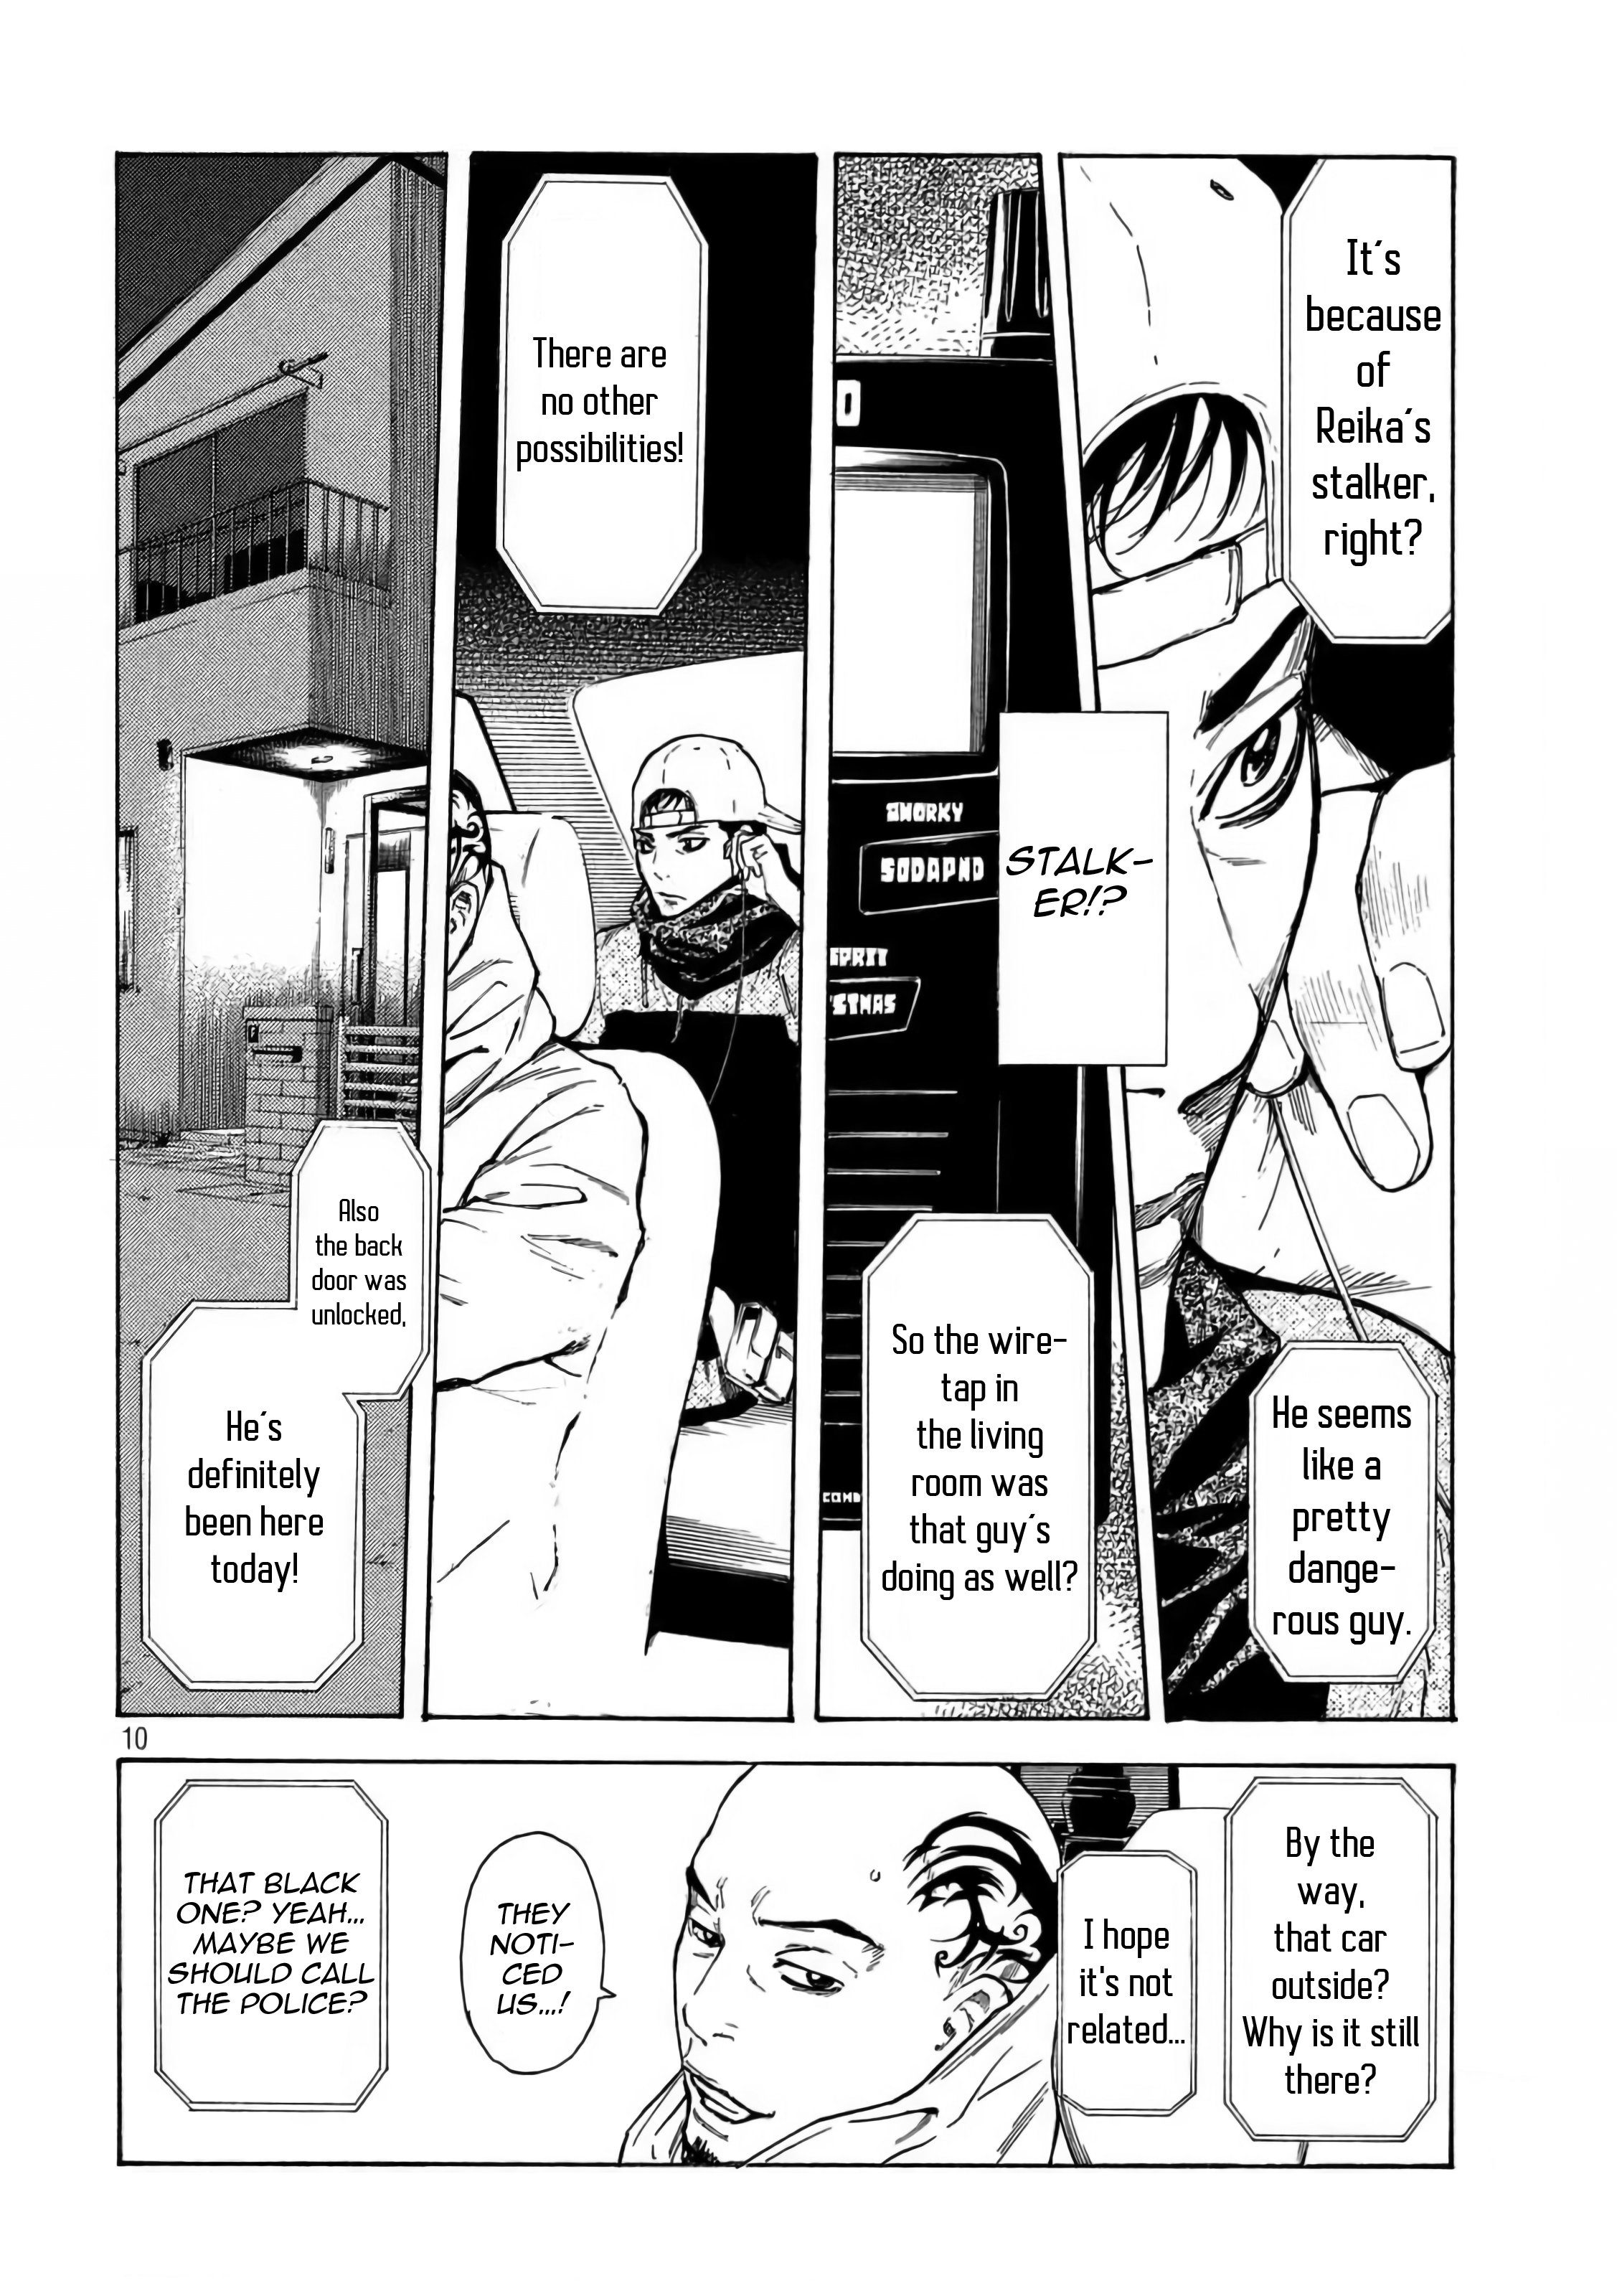 It's
because
of
Reika's
stalker,
right?
He seems
like a
pretty
dange-
rous guy.
STALK-
ER!?
SODAPND
So the wire-
tap in
the living
room was
that guy's
doing as well?
There are
no other
possibilities!
Also
the back
door was
unlocked,
He's
definitely
been here
today!
10
By the
way,
that car
outside?
Why is it still
there?
I hope
it's not
related...
THEY
NOTI-
CED
US...!
THAT BLACK
ONE? YEAH...
MAYBE WE
SHOULD CALL
THE POLICE?